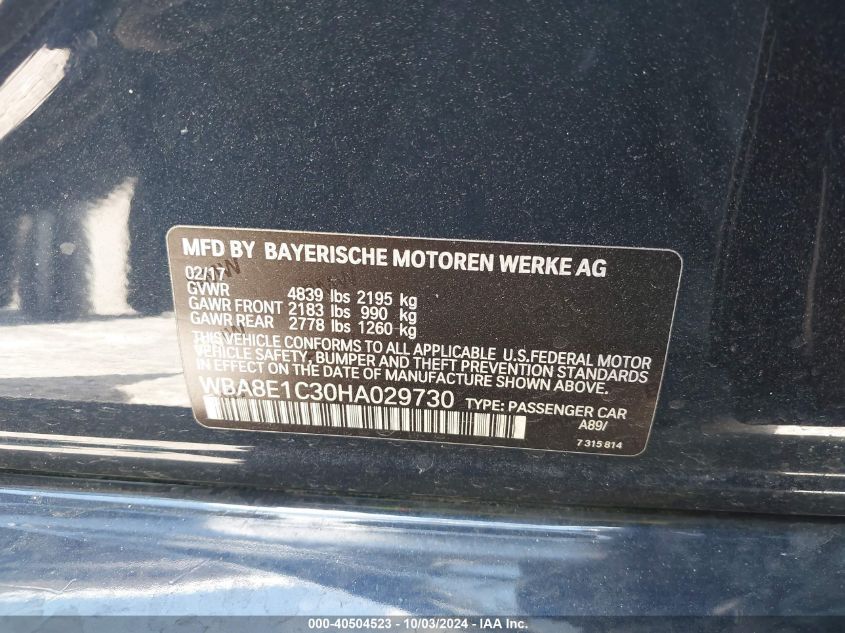 MFD BY BAYERISCHE MOTOREN WERKE AG
02/17
GVWR 4839 lbs 2195 kg
GAWR FRONT 2183 lbs 990 kg
GAWR REAR 2778 lbs 1260 kg
THIS VEHICLE CONFORMS TO ALL APPLICABLE U.S.FEDERAL MOTOR
VEHICLE SAFETY, BUMPER AND THEFT PREVENTION STANDARDS
IN EFFECT ON THE DATE OF MANUFACTURE SHOWN ABOVE.
WBA8E1C30HA029730 TYPE: PASSENGER CAR
A89/
7 315 814
000-40504523 - 10/03/2024 - IAA Inc.